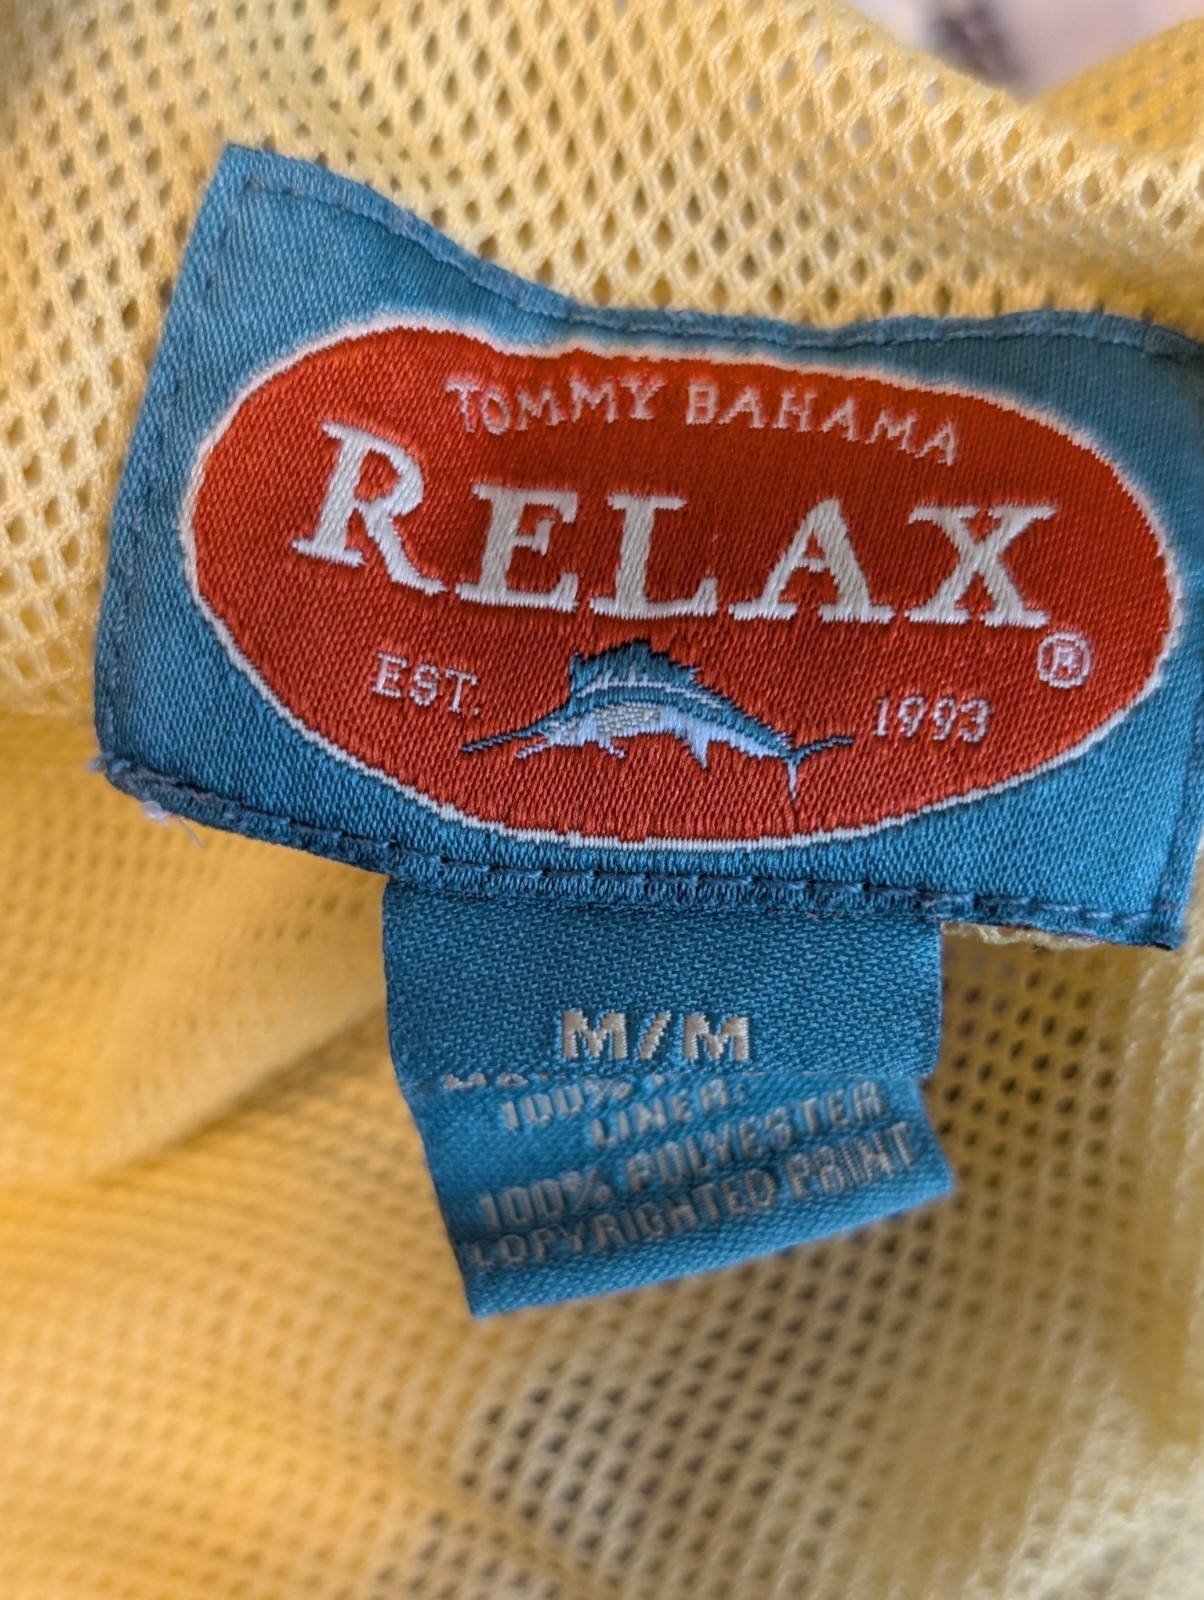 TOMMY BAHAMA
RELAX®
EST. 1993
M/M
100%
LINER:
100% POLYESTER
COPYRIGHTED PRINT